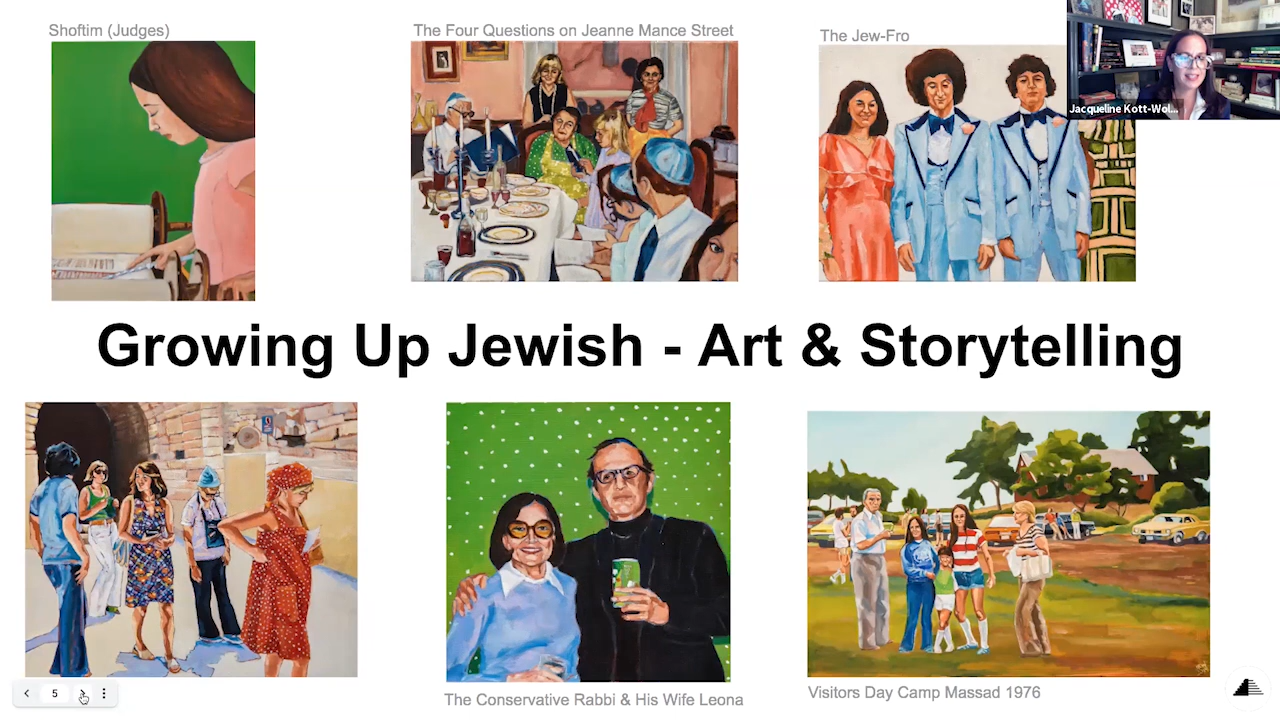 Shoftim (Judges)
The Four Questions on Jeanne Mance Street
The Jew-Fro
Jacqueline Kott-Wol...
Growing Up Jewish - Art & Storytelling
The Conservative Rabbi & His Wife Leona
Visitors Day Camp Massad 1976
5